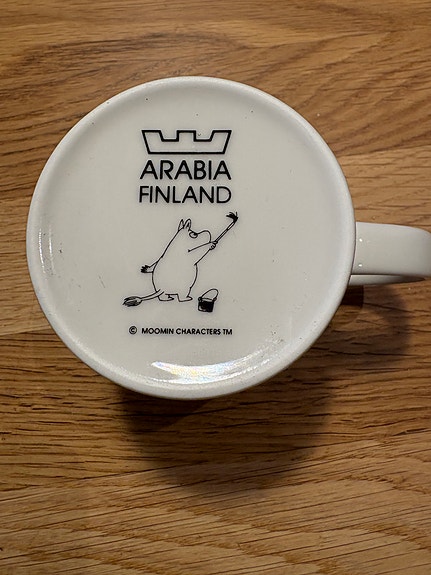 ARABIA
FINLAND
© MOOMIN CHARACTERS TM